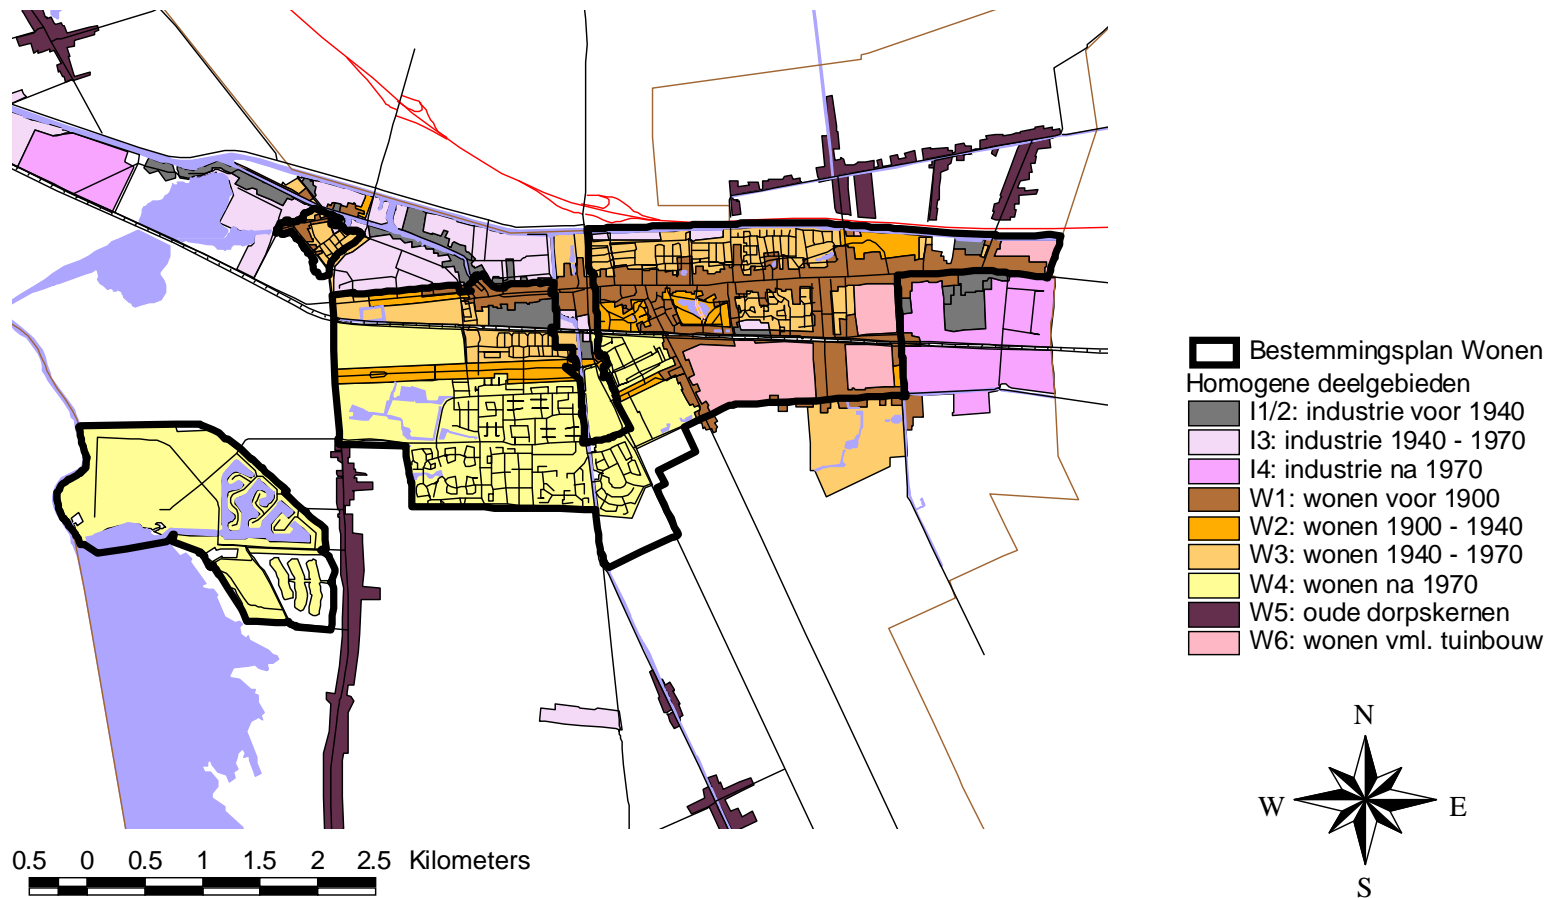 Bestemmingsplan Wonen
Homogene deelgebieden
I1/2: industrie voor 1940
I3: industrie 1940 - 1970
I4: industrie na 1970
W1: wonen voor 1900
W2: wonen 1900 - 1940
W3: wonen 1940 - 1970
W4: wonen na 1970
W5: oude dorpskernen
W6: wonen vml. tuinbouw
N
W E
S
0.5 0 0.5 1 1.5 2 2.5 Kilometers